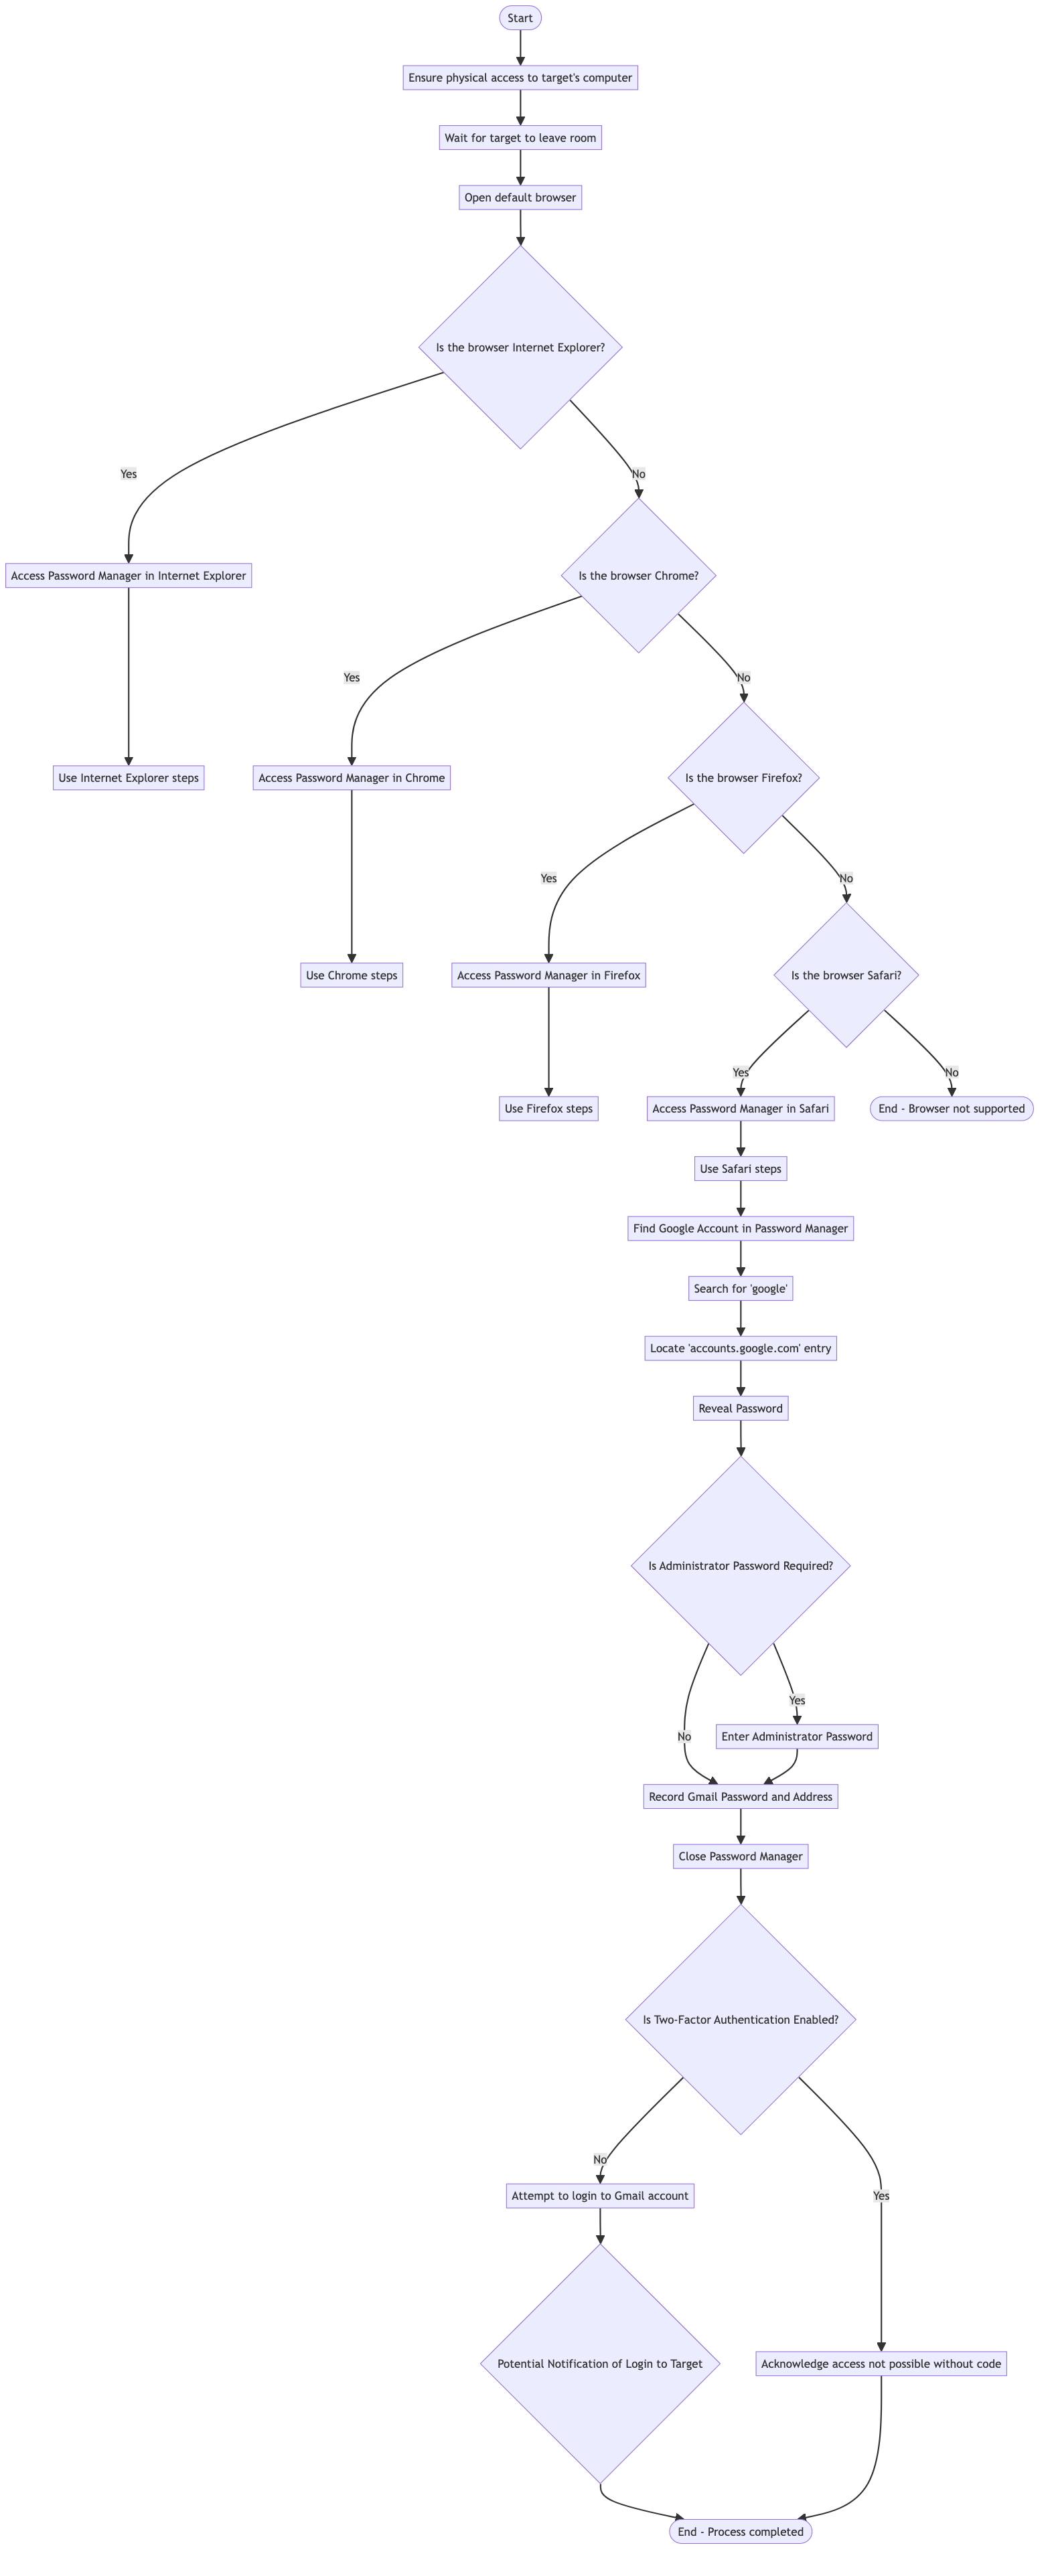 Start
Ensure physical access to target's computer
Wait for target to leave room
Open default browser
Is the browser Internet Explorer?
Yes
No
Access Password Manager in Internet Explorer
Is the browser Chrome?
Yes
No
Use Internet Explorer steps
Access Password Manager in Chrome
Is the browser Firefox?
Yes
No
Use Chrome steps
Access Password Manager in Firefox
Is the browser Safari?
Yes
No
Use Firefox steps
Access Password Manager in Safari
End - Browser not supported
Use Safari steps
Find Google Account in Password Manager
Search for 'google'
Locate 'accounts.google.com' entry
Reveal Password
Is Administrator Password Required?
Yes
No
Enter Administrator Password
Record Gmail Password and Address
Close Password Manager
Is Two-Factor Authentication Enabled?
No
Yes
Attempt to login to Gmail account
Potential Notification of Login to Target
Acknowledge access not possible without code
End - Process completed